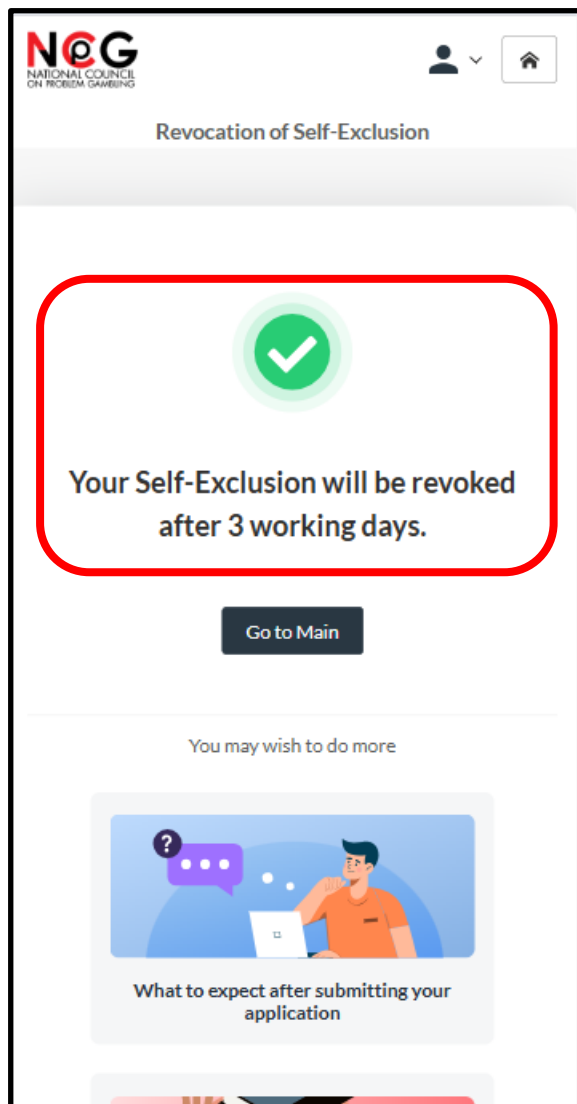 NCPG
NATIONAL COUNCIL
ON PROBLEM GAMBLING
Revocation of Self-Exclusion
Your Self-Exclusion will be revoked
after 3 working days.
Go to Main
You may wish to do more
?
What to expect after submitting your
application